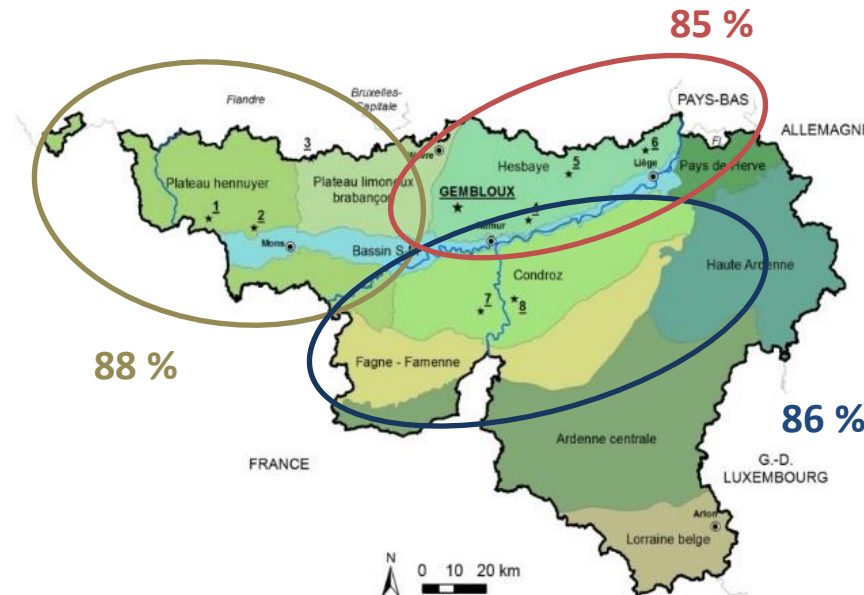 85 %
Flandre
Bruxelles-
Capitale
PAYS-BAS
ALLEMAGNE
3
5
6
Liège
Hesbaye
Pays de Herve
Plateau hennuyer
Plateau limoneux
brabançon
GEMBLOUX
1
2
Mons
Bassin
Condroz
Haute Ardenne
7
8
88 %
Fagne - Famenne
86 %
Ardenne centrale
FRANCE
G.-D.
LUXEMBOURG
Arlon
Lorraine belge
N
0 10 20 km